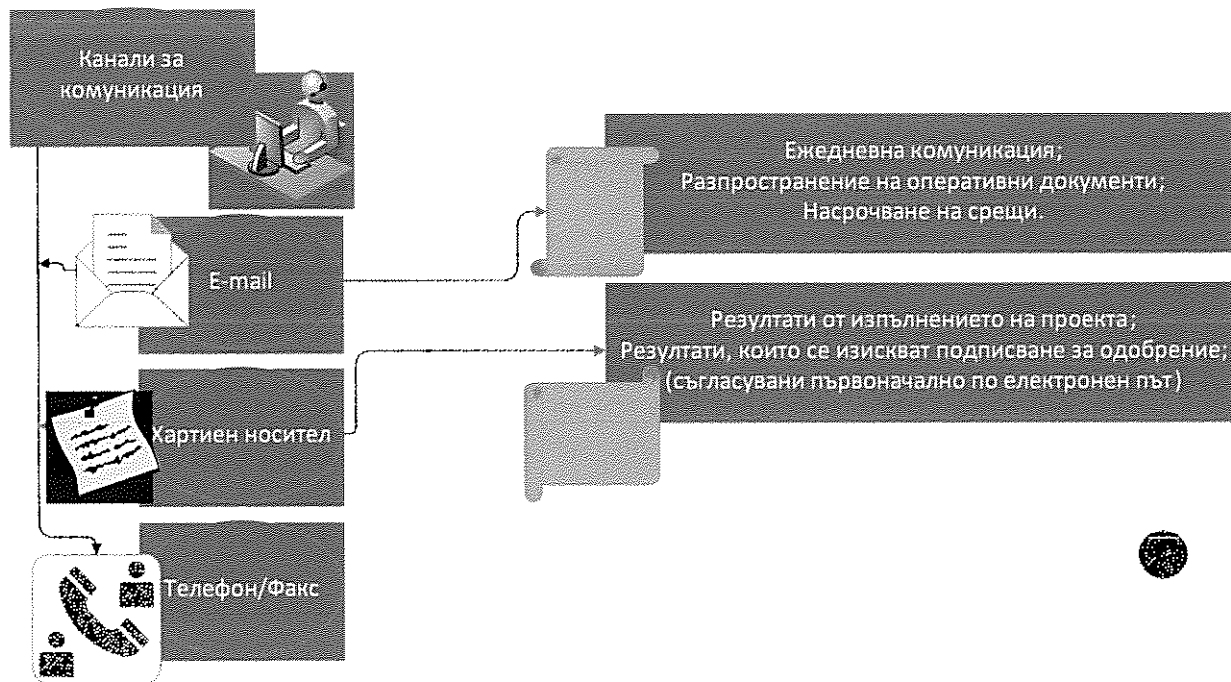 Канали за
комуникация
Ежедневна комуникация;
Разпространение на оперативни документи;
Насрочване на срещи.
E-mail
Резултати от изпълнението на проекта;
Резултати, които се изискват подписване за одобрение;
(съгласувани първоначално по електронен път)
Хартиен носител
Телефон/Факс